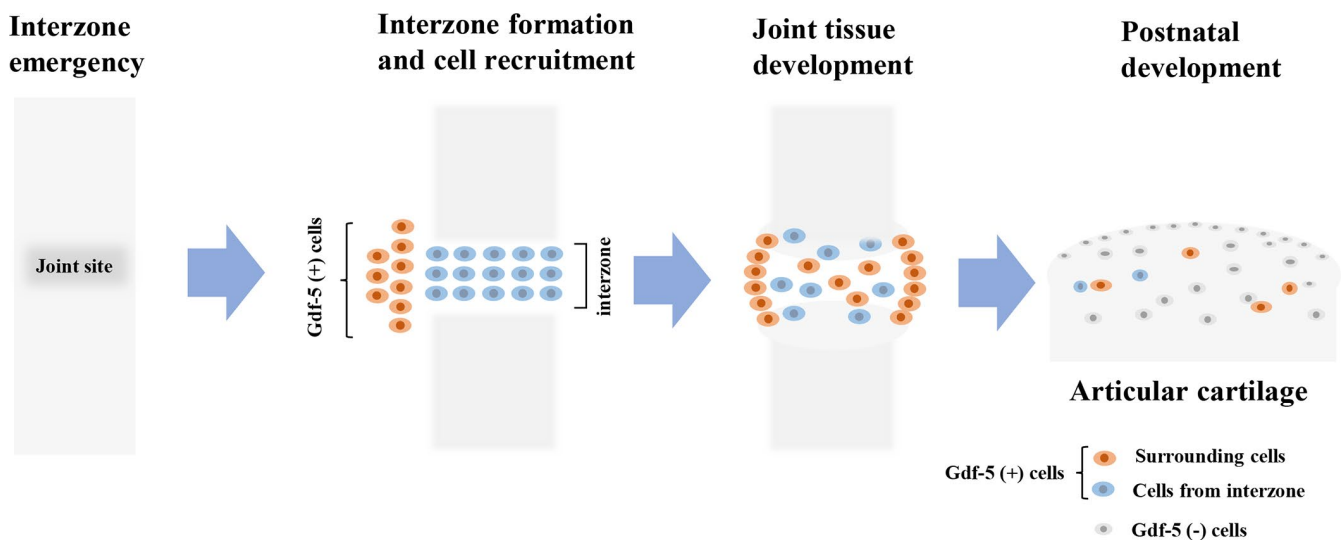 Interzone
emergency
Interzone formation
and cell recruitment
Joint tissue
development
Postnatal
development
Joint site
Gdf-5 (+) cells
interzone
Articular cartilage
Gdf-5 (+) cells
Surrounding cells
Cells from interzone
Gdf-5 (-) cells